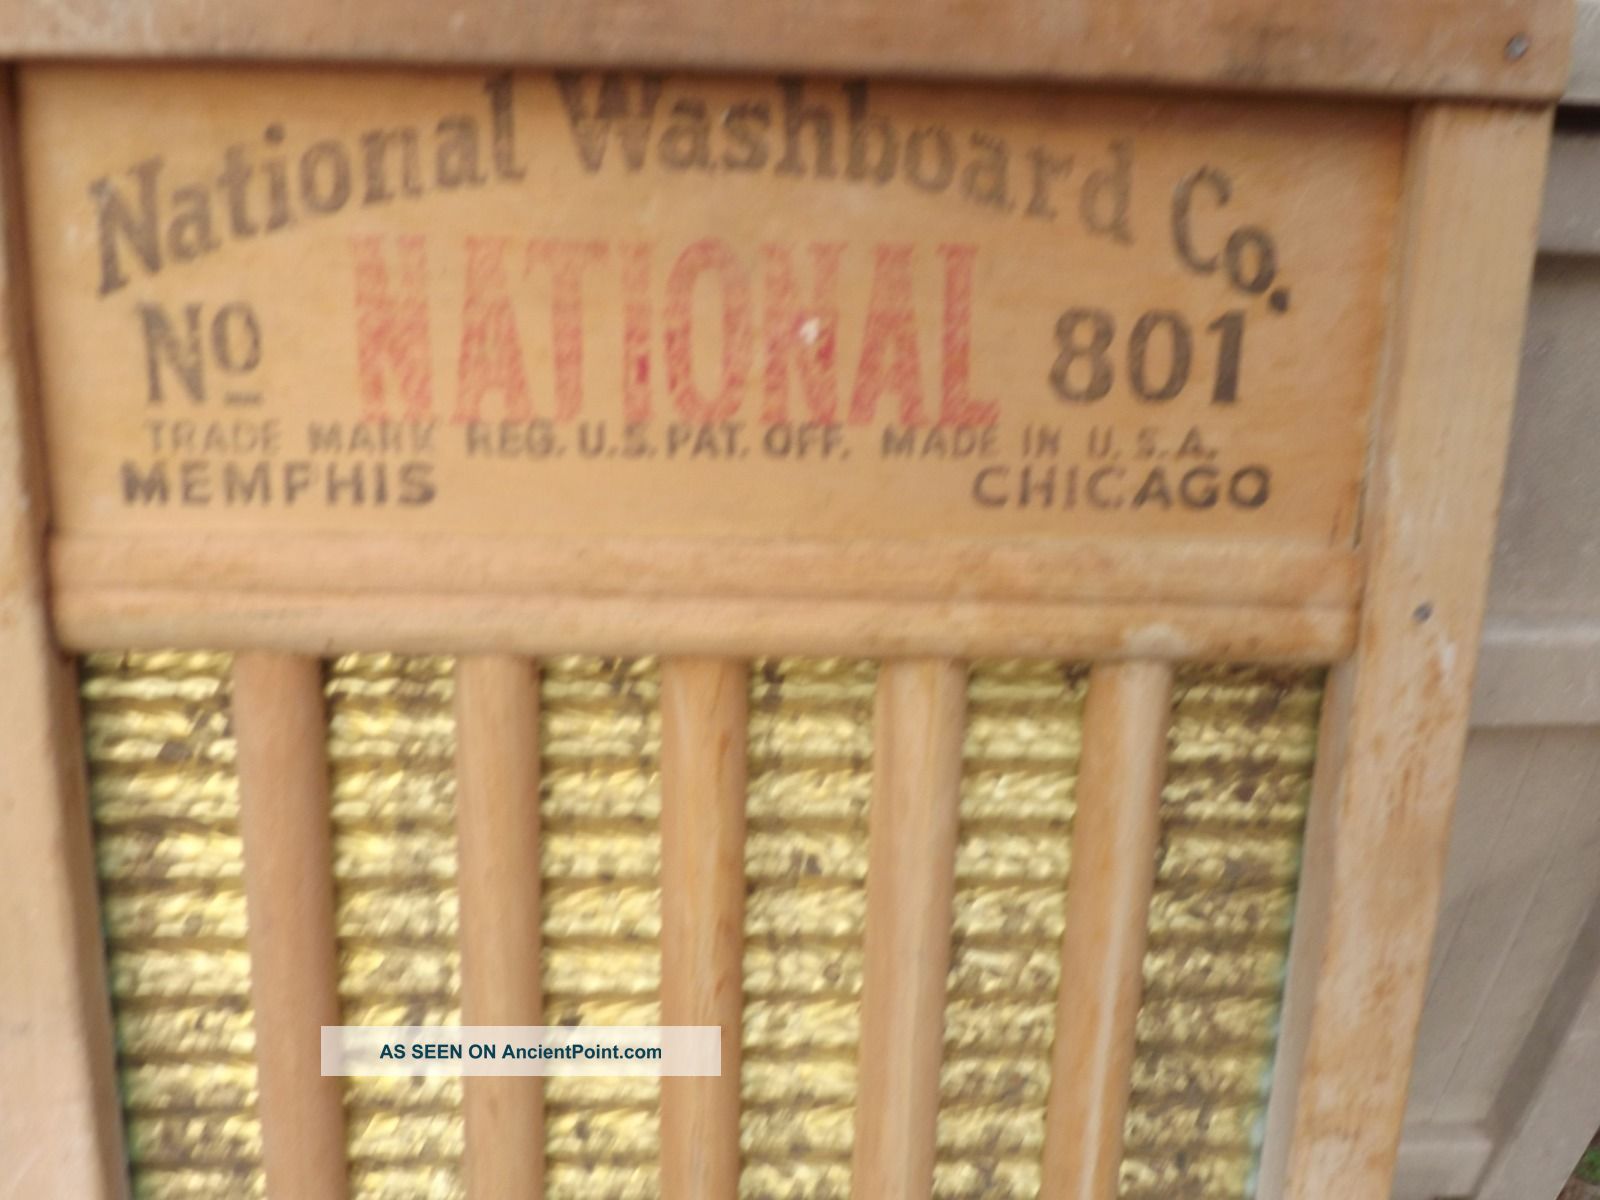 National Washboard Co.
No NATIONAL 801
TRADE MARK REG. U.S. PAT. OFF. MADE IN U.S.A.
MEMPHIS CHICAGO
AS SEEN ON AncientPoint.com